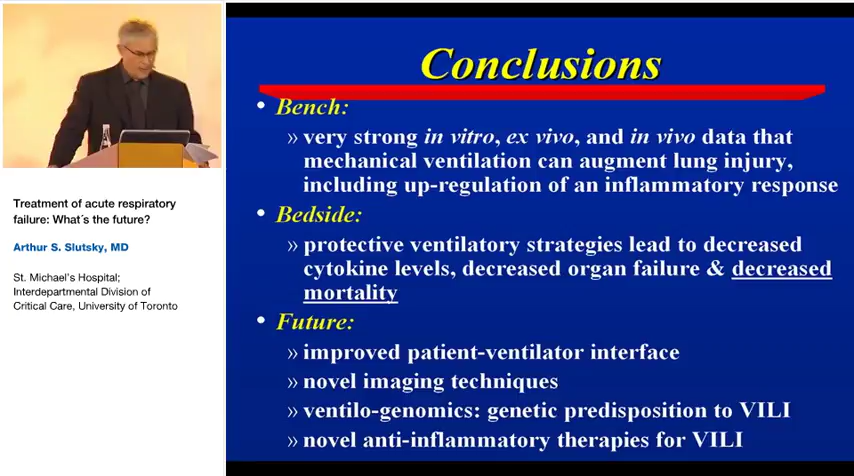 Treatment of acute respiratory
failure: What´s the future?
Arthur S. Slutsky, MD
St. Michael's Hospital;
Interdepartmental Division of
Critical Care, University of Toronto
Conclusions
• Bench:
» very strong in vitro, ex vivo, and in vivo data that
mechanical ventilation can augment lung injury,
including up-regulation of an inflammatory response
• Bedside:
» protective ventilatory strategies lead to decreased
cytokine levels, decreased organ failure & decreased
mortality
• Future:
» improved patient-ventilator interface
» novel imaging techniques
» ventilo-genomics: genetic predisposition to VILI
» novel anti-inflammatory therapies for VILI